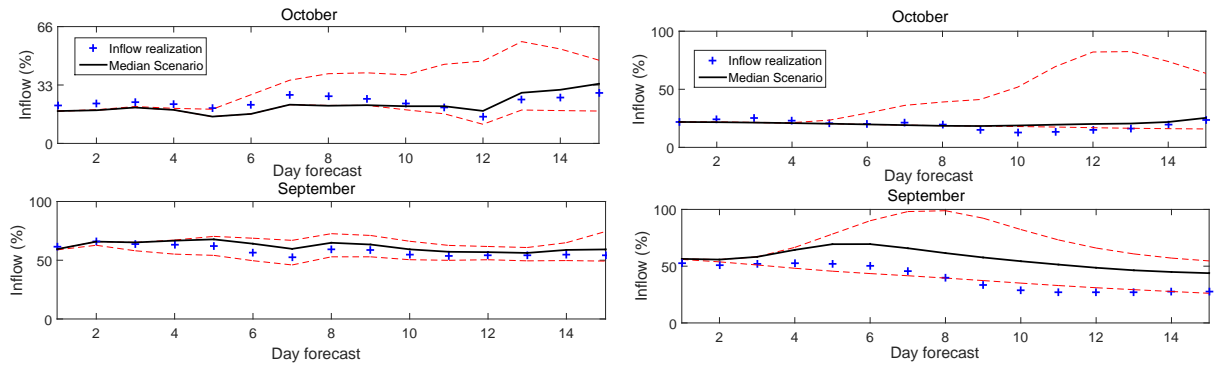 October
66
33
0
Inflow (%)
Inflow realization
Median Scenario
2 4 6 8 10 12 14
Day forecast
September
100
50
0
Inflow (%)
2 4 6 8 10 12 14
Day forecast
October
100
50
0
Inflow (%)
Inflow realization
Median Scenario
2 4 6 8 10 12 14
Day forecast
September
100
50
0
Inflow (%)
2 4 6 8 10 12 14
Day forecast